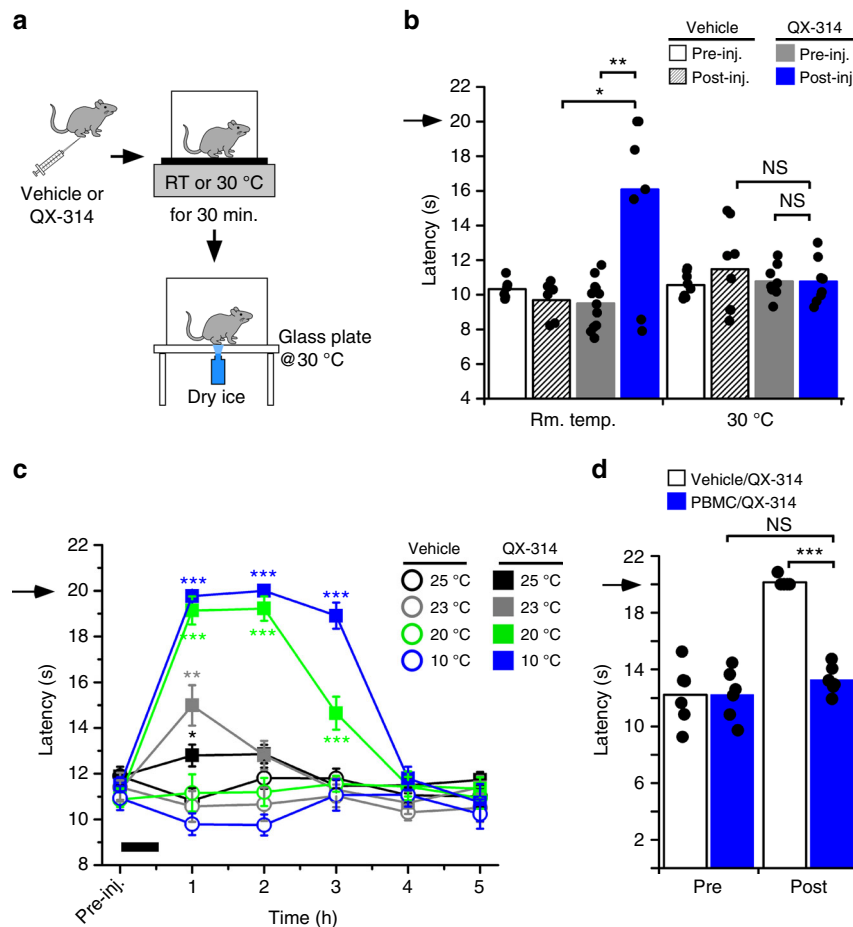 a
Vehicle or
QX-314
RT or 30 °C
for 30 min.
Glass plate
@30 °C
Dry ice
b
Vehicle QX-314
Pre-inj. Pre-inj.
Post-inj. Post-inj.
**
*
NS
NS
Latency (s)
20
18
16
14
12
10
8
6
4
Rm. temp. 30 °C
c
Vehicle QX-314
25 °C 25 °C
23 °C 23 °C
20 °C 20 °C
10 °C 10 °C
*** *** ***
*** ***
**
*
***
Latency (s)
22
20
18
16
14
12
10
8
Pre-inj. 1 2 3 4 5
Time (h)
d
Vehicle/QX-314
PBMC/QX-314
NS
***
Latency (s)
22
18
14
10
6
2
Pre Post